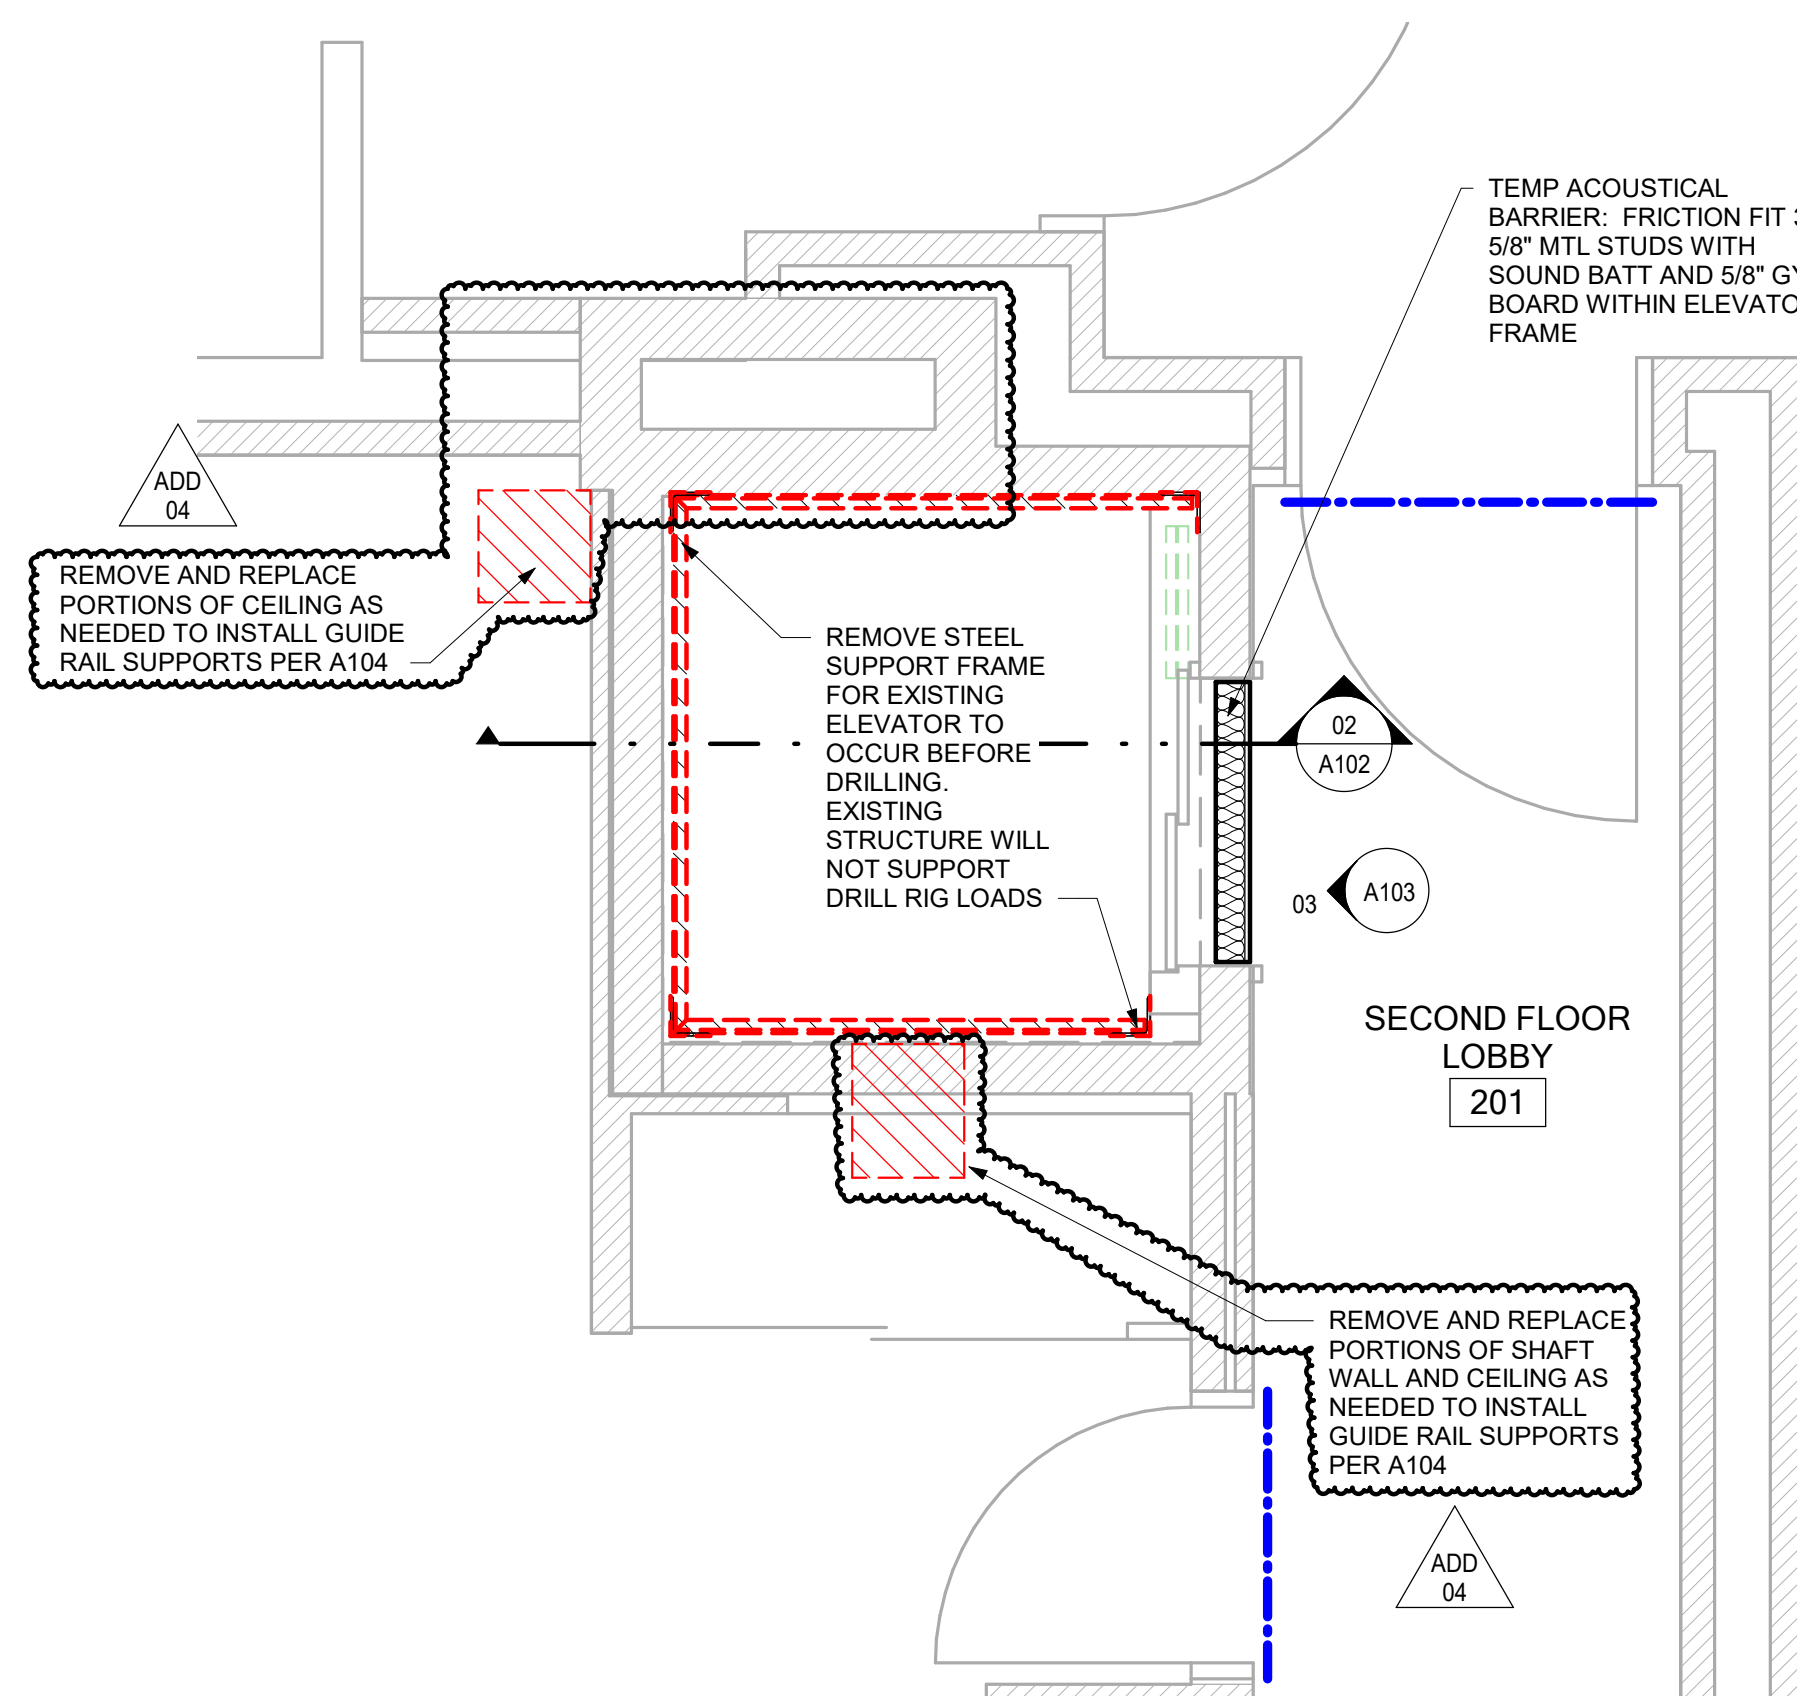 TEMP ACOUSTICAL
BARRIER: FRICTION FIT
5/8" MTL STUDS WITH
SOUND BATT AND 5/8"
BOARD WITHIN
FRAME
ADD
04
REMOVE AND REPLACE
PORTIONS OF CEILING AS
NEEDED TO INSTALL GUIDE
RAIL SUPPORTS PER A104
REMOVE STEEL
SUPPORT FRAME
FOR EXISTING
ELEVATOR TO
OCCUR BEFORE
DRILLING.
EXISTING
STRUCTURE WILL
NOT SUPPORT
DRILL RIG LOADS
02
A102
03
A103
SECOND FLOOR
LOBBY
201
REMOVE AND REPLACE
PORTIONS OF SHAFT
WALL AND CEILING AS
NEEDED TO INSTALL
GUIDE RAIL SUPPORTS
PER A104
ADD
04